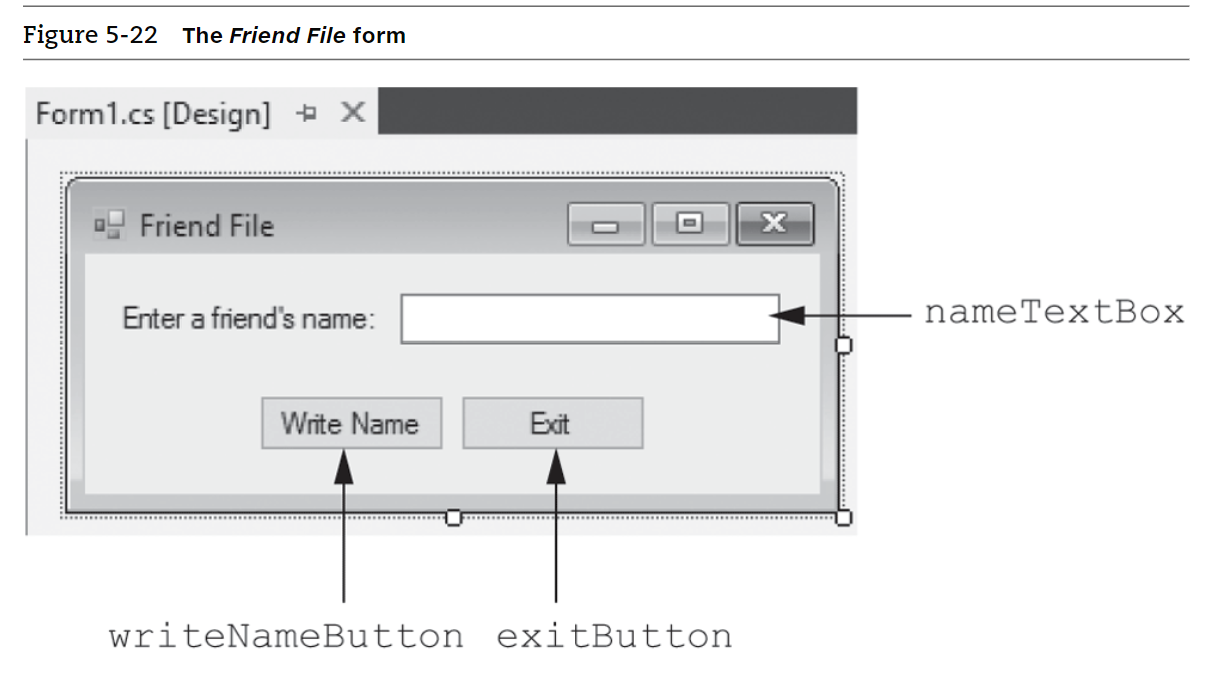 Figure 5-22 The Friend File form
Form1.cs [Design]
Friend File
Enter a friend's name:
nameTextBox
Write Name Exit
writeNameButton exitButton